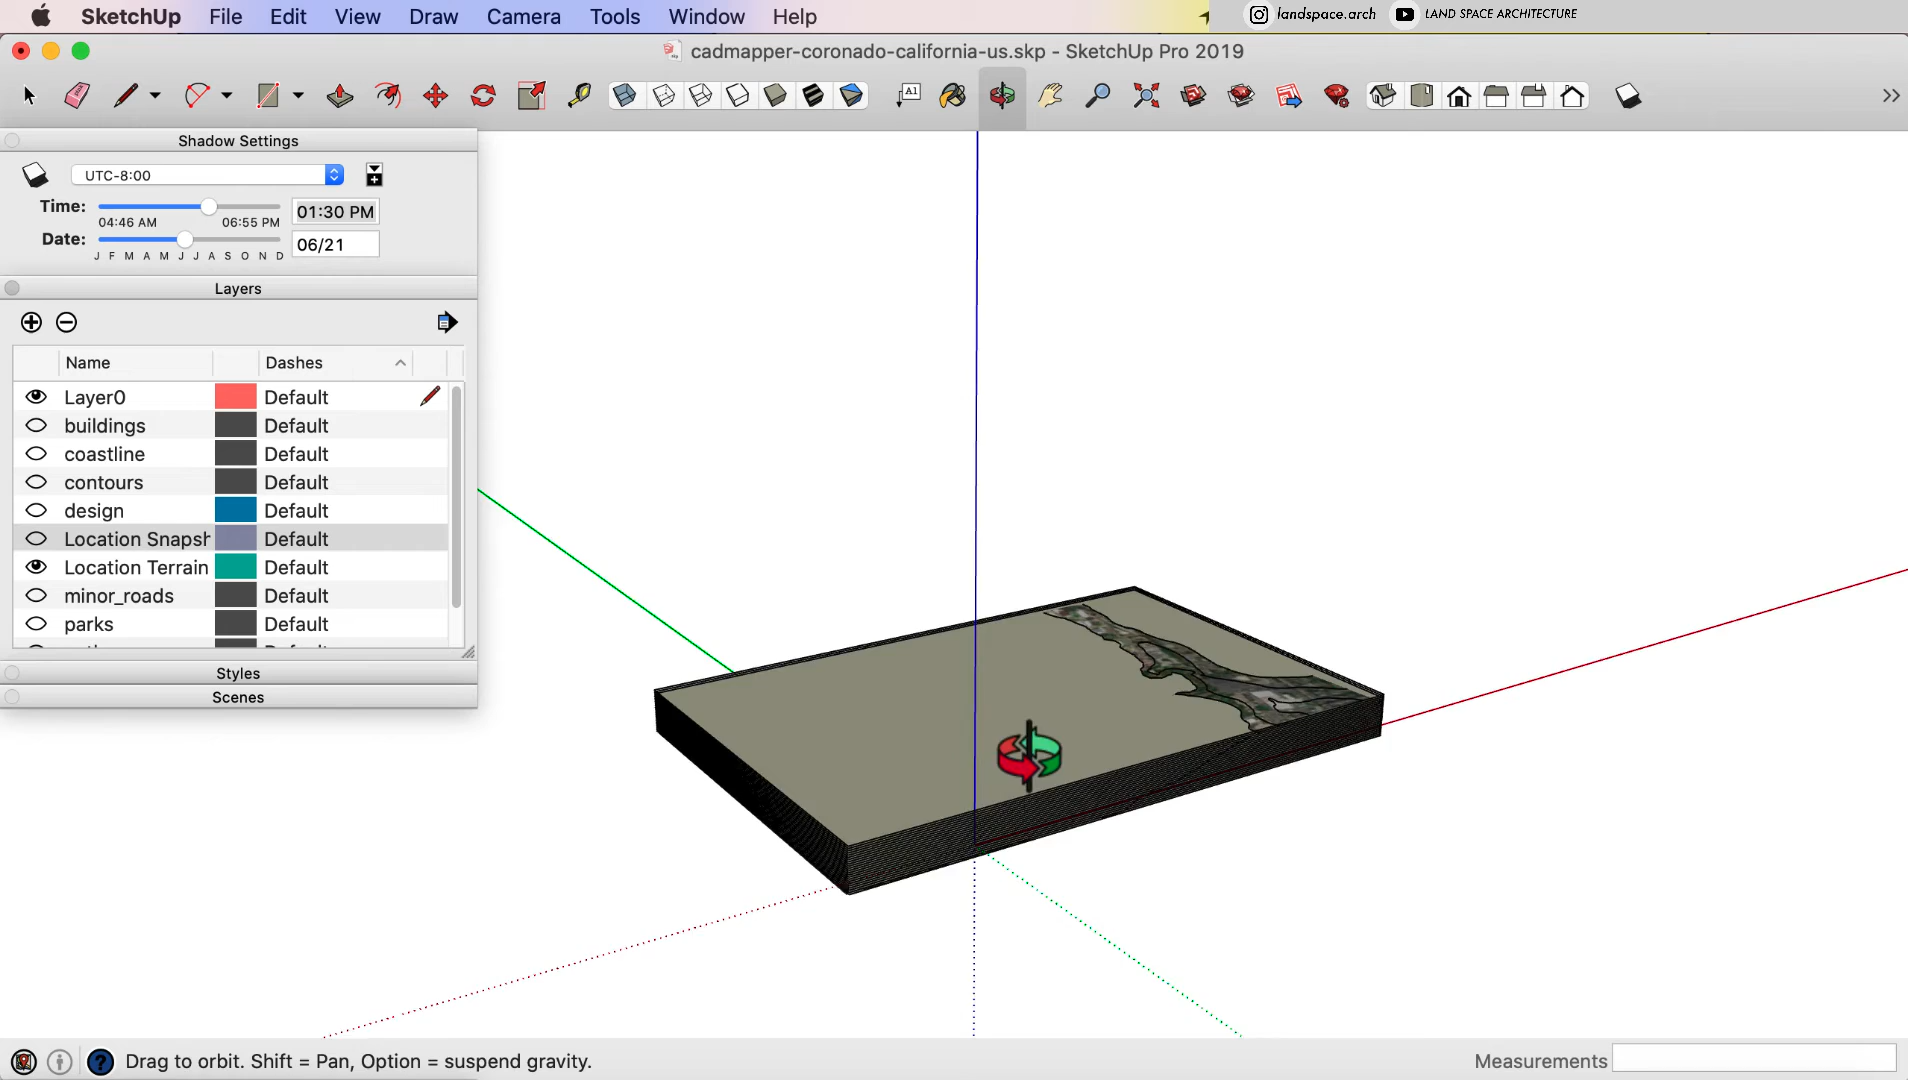 SketchUp File Edit View Draw Camera Tools Window Help landspace.arch LAND SPACE ARCHITECTURE
cadmapper-coronado-california-us.skp - SketchUp Pro 2019
A1
Shadow Settings
UTC-8:00
Time: 01:30 PM
04:46 AM 06:55 PM
Date: 06/21
J F M A M J J A S O N D
Layers
Name Dashes
Layer0 Default
buildings Default
coastline Default
contours Default
design Default
Location Snapsh Default
Location Terrain Default
minor_roads Default
parks Default
Styles
Scenes
Drag to orbit. Shift = Pan, Option = suspend gravity. Measurements